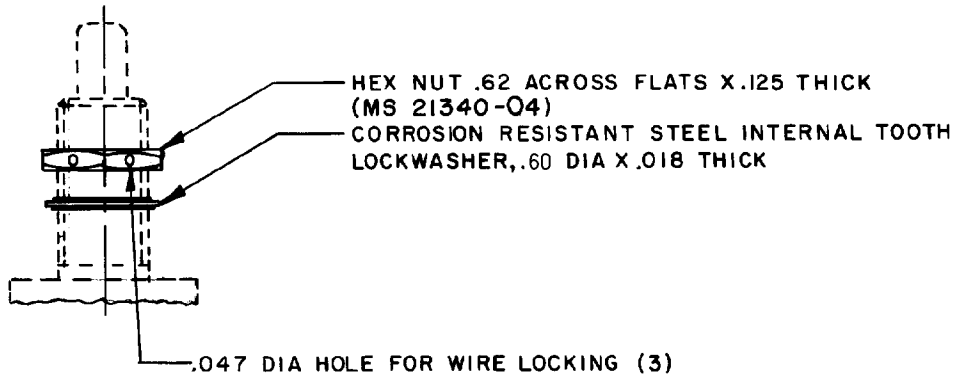 HEX NUT .62 ACROSS FLATS X .125 THICK
(MS 21340-04)
CORROSION RESISTANT STEEL INTERNAL TOOTH
LOCKWASHER, .60 DIA X .018 THICK
.047 DIA HOLE FOR WIRE LOCKING (3)